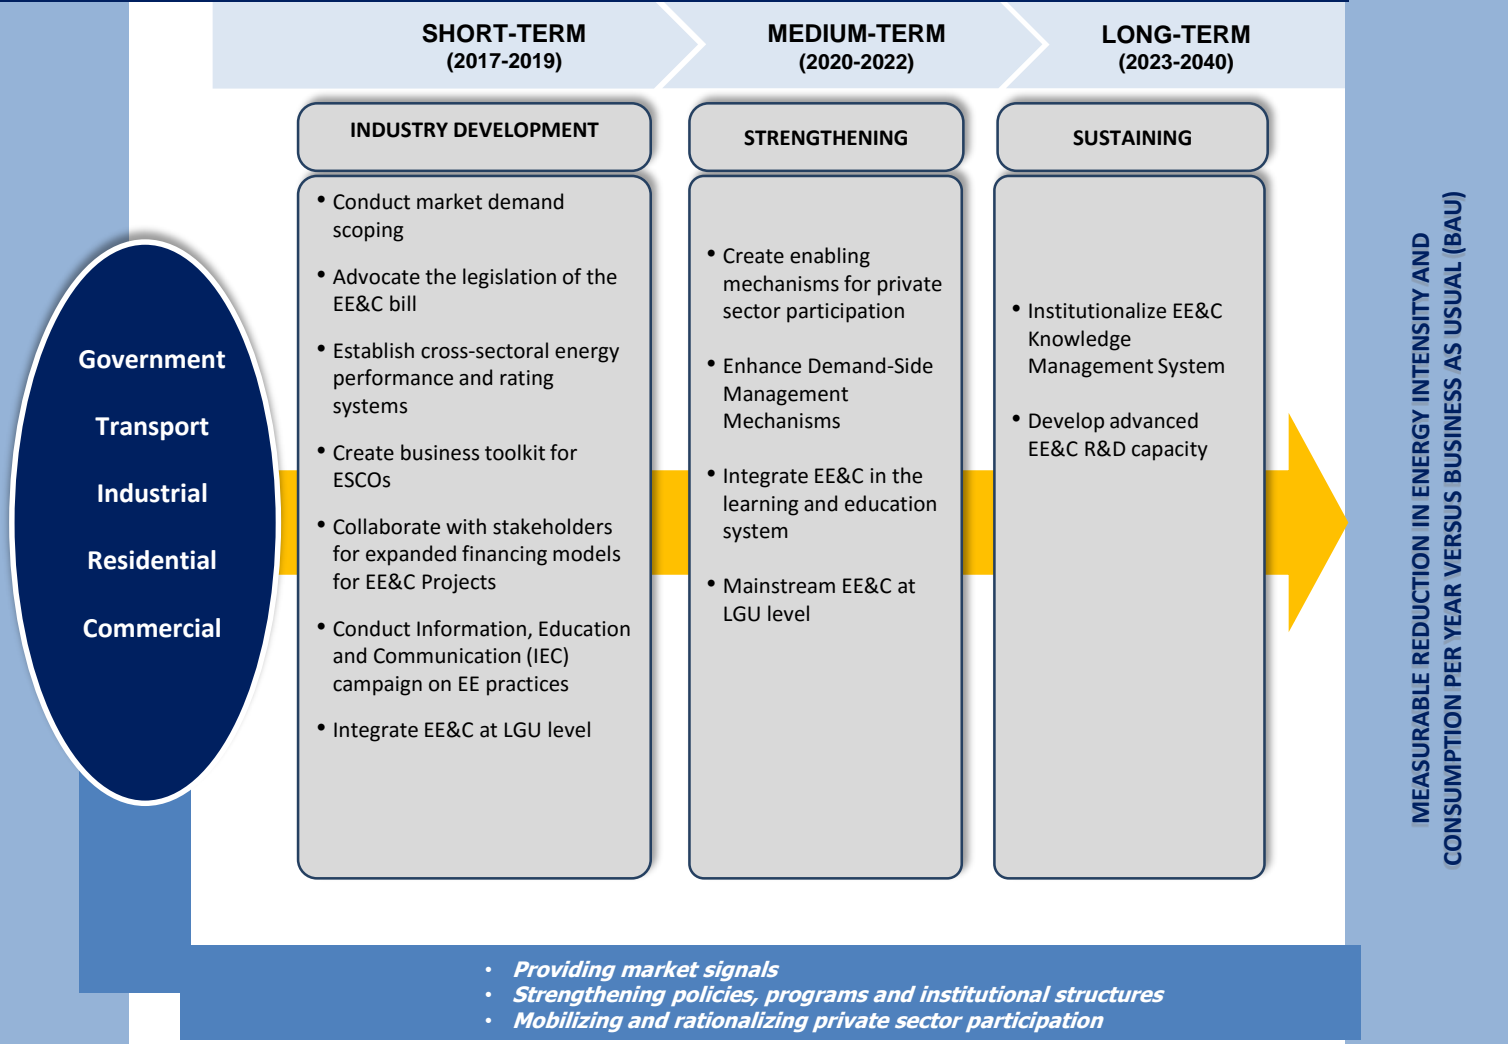 SHORT-TERM
(2017-2019)
MEDIUM-TERM
(2020-2022)
LONG-TERM
(2023-2040)
Government
Transport
Industrial
Residential
Commercial
INDUSTRY DEVELOPMENT
• Conduct market demand
scoping
• Advocate the legislation of the
EE&C bill
• Establish cross-sectoral energy
performance and rating
systems
• Create business toolkit for
ESCOs
• Collaborate with stakeholders
for expanded financing models
for EE&C Projects
• Conduct Information, Education
and Communication (IEC)
campaign on EE practices
• Integrate EE&C at LGU level
STRENGTHENING
• Create enabling
mechanisms for private
sector participation
• Enhance Demand-Side
Management
Mechanisms
• Integrate EE&C in the
learning and education
system
• Mainstream EE&C at
LGU level
SUSTAINING
• Institutionalize EE&C
Knowledge
Management System
• Develop advanced
EE&C R&D capacity
MEASURABLE REDUCTION IN ENERGY INTENSITY AND
CONSUMPTION PER YEAR VERSUS BUSINESS AS USUAL (BAU)
• Providing market signals
• Strengthening policies, programs and institutional structures
• Mobilizing and rationalizing private sector participation